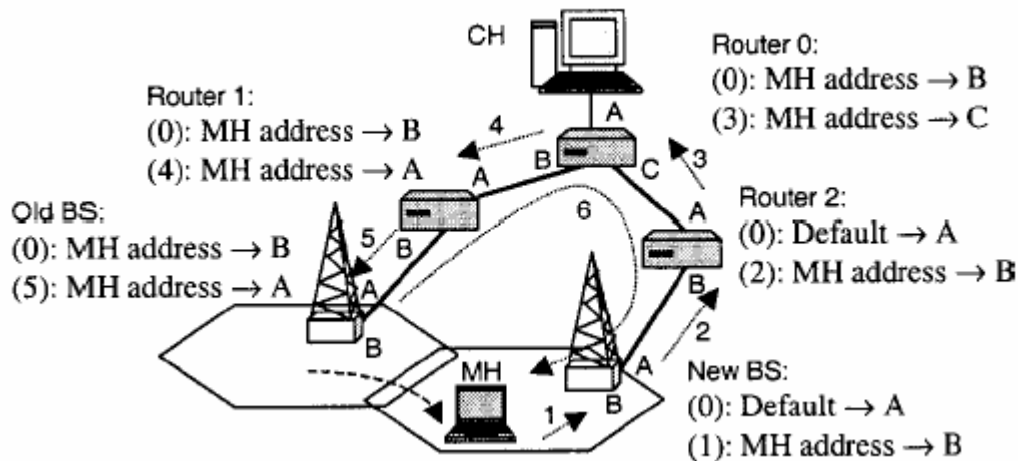 CH
Router 0:
(0): MH address → B
(3): MH address → C
Router 1:
(0): MH address → B
(4): MH address → A
A
4
B
C
3
A
Old BS:
(0): MH address → B
(5): MH address → A
B
5
6
A
Router 2:
(0): Default → A
(2): MH address → B
A
B
B
2
MH
A
B
1
New BS:
(0): Default → A
(1): MH address → B